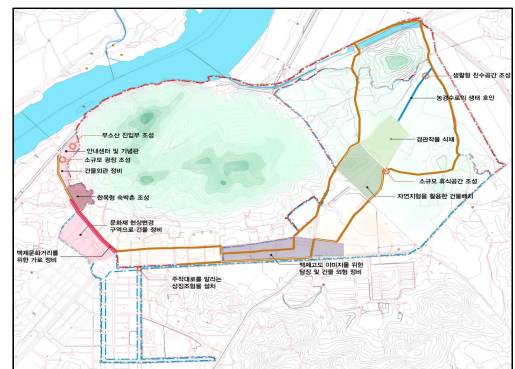 생활형 친수공간 조성
농경수로의 생태 호안
부소산 진입부 조성
안내센터 및 기념관
경관작물 식재
소규모 광장 조성
건물외관 정비
소규모 휴식공간 조성
한옥형 숙박촌 조성
자연지형을 활용한 건물배치
문화재 현상변경
구역으로 건물 정비
백제문화거리를
위한 가로 정비
백제고도 이미지를 위한
담장 및 건물 외형 정비
주작대로를 알리는
상징조형물 설치